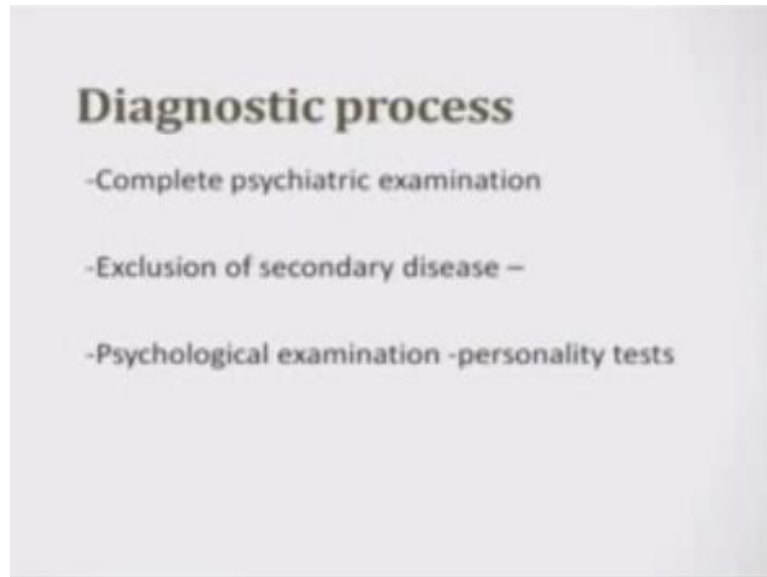 Diagnostic process
-Complete psychiatric examination
-Exclusion of secondary disease –
-Psychological examination -personality tests